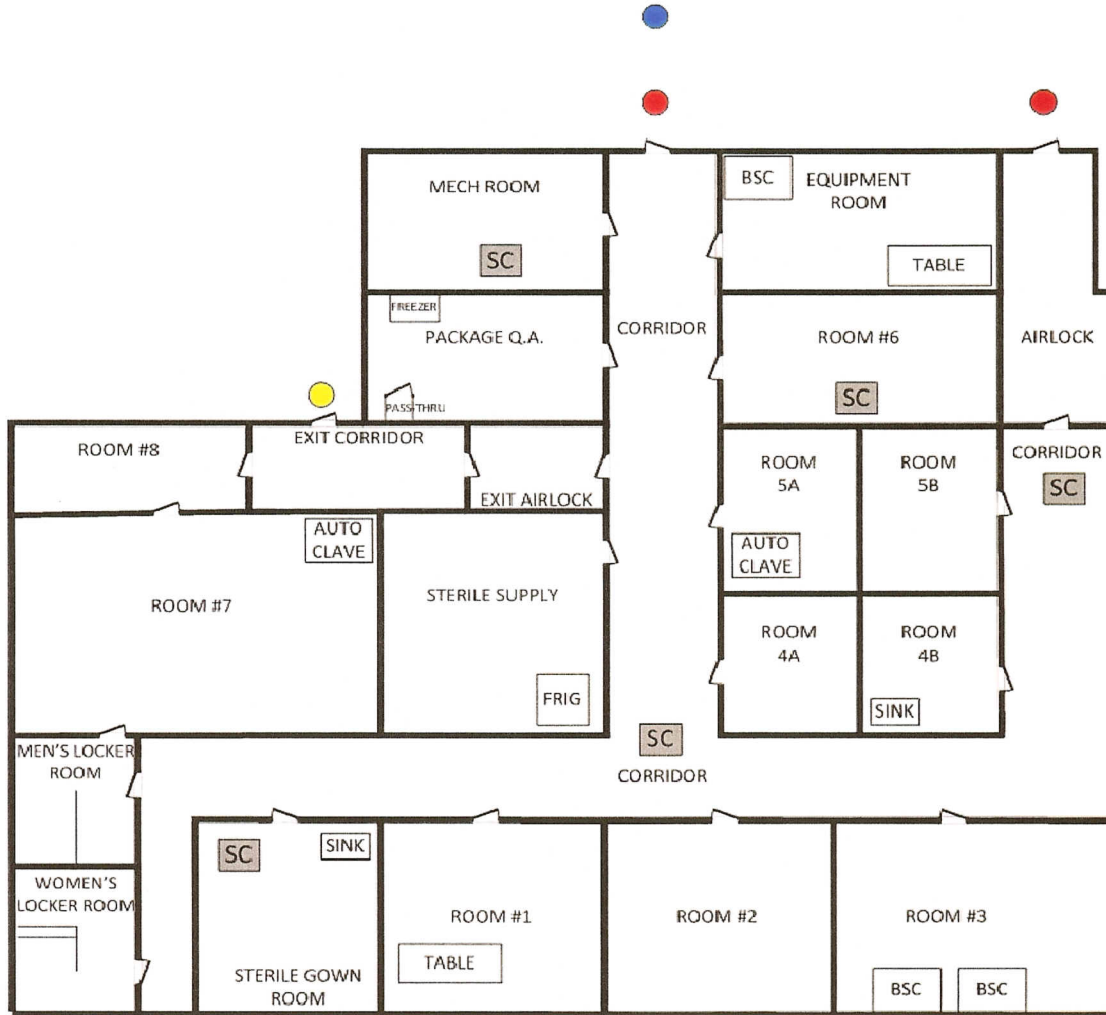 MECH ROOM
SC
BSC
EQUIPMENT
ROOM
TABLE
FREEZER
PACKAGE Q.A.
PASS-THRU
CORRIDOR
ROOM #6
SC
AIRLOCK
ROOM #8
EXIT CORRIDOR
EXIT AIRLOCK
ROOM
5A
AUTO
CLAVE
ROOM
5B
CORRIDOR
SC
AUTO
CLAVE
ROOM #7
STERILE SUPPLY
FRIG
ROOM
4A
ROOM
4B
SINK
SC
CORRIDOR
MEN'S LOCKER
ROOM
WOMEN'S
LOCKER ROOM
SC
SINK
STERILE GOWN
ROOM
ROOM #1
TABLE
ROOM #2
ROOM #3
BSC
BSC